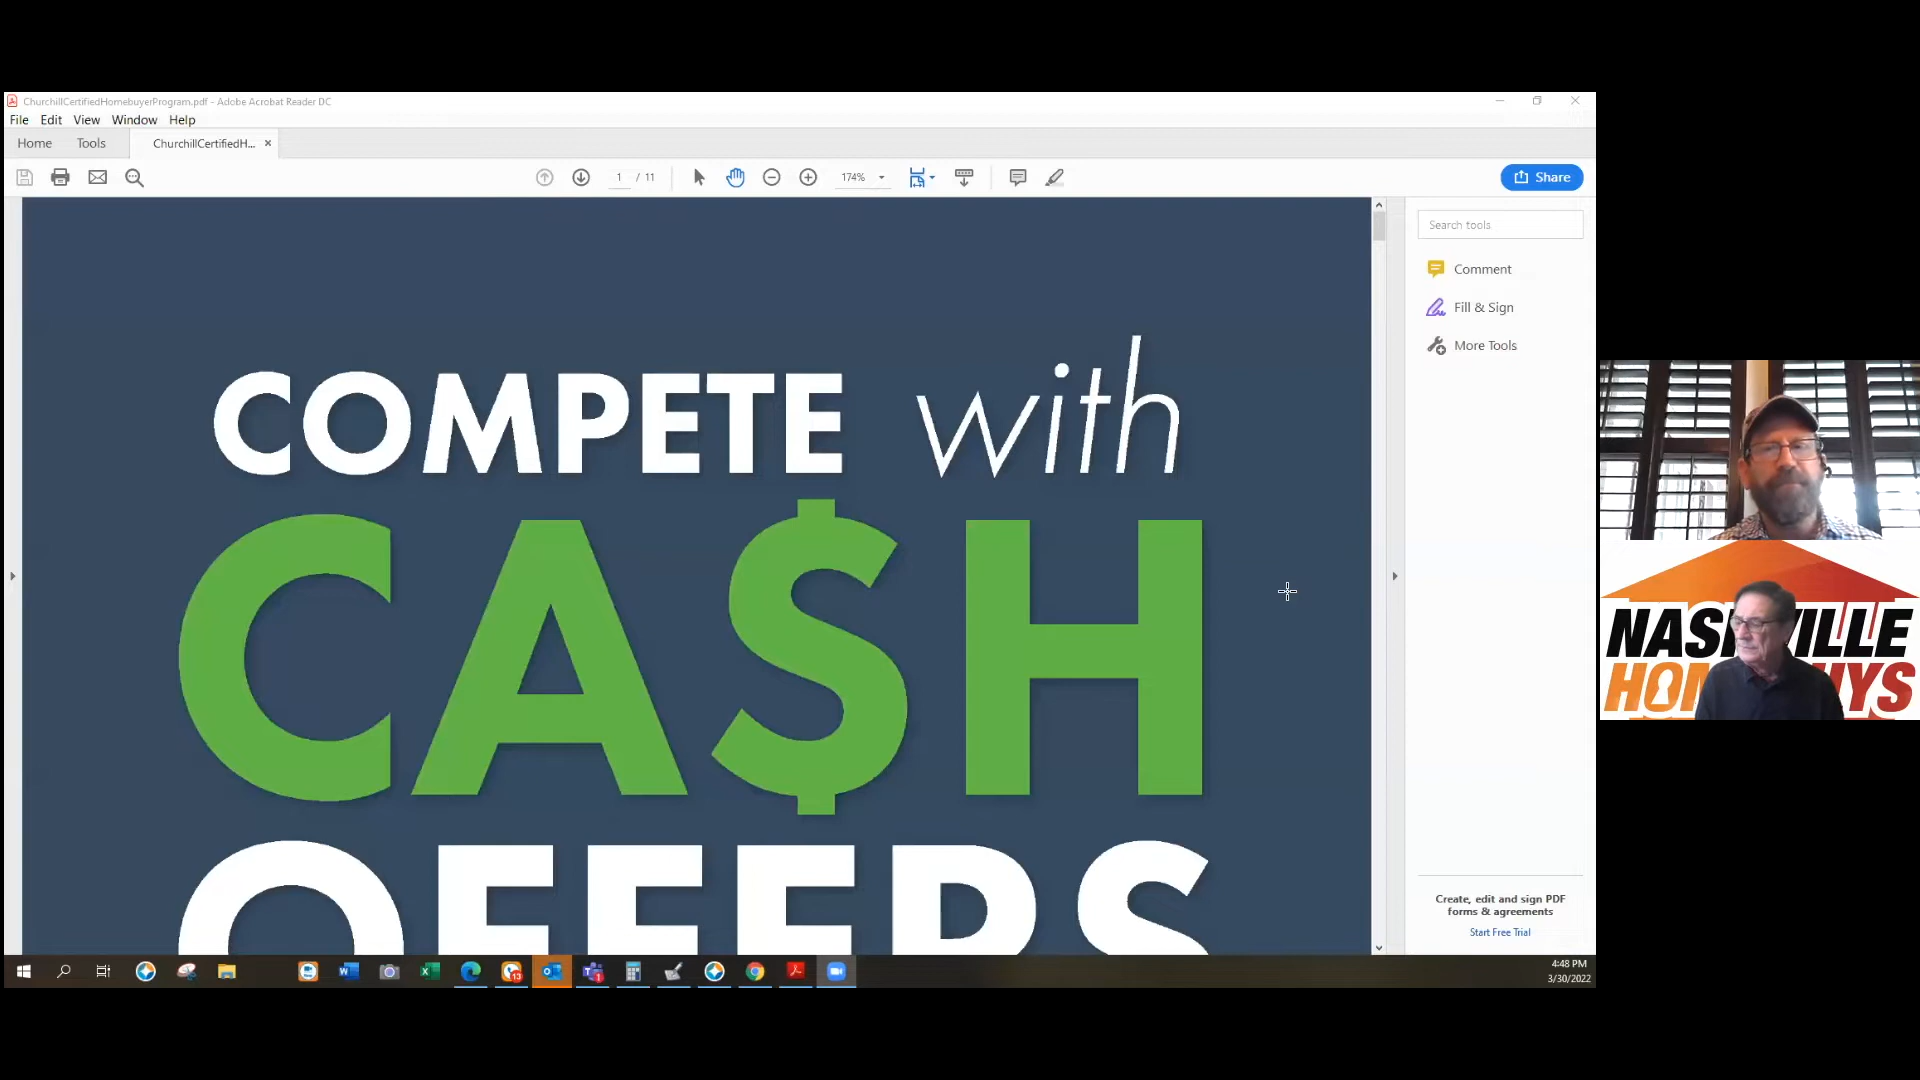 ChurchillCertifiedHomebuyerProgram.pdf - Adobe Acrobat Reader DC
File Edit View Window Help
Home Tools ChurchillCertifiedH... ×
1 / 11 174% Share
Search tools
Comment
Fill & Sign
More Tools
COMPETE with
CA$H
OFFERS
Create, edit and sign PDF
forms & agreements
Start Free Trial
4:48 PM
3/30/2022